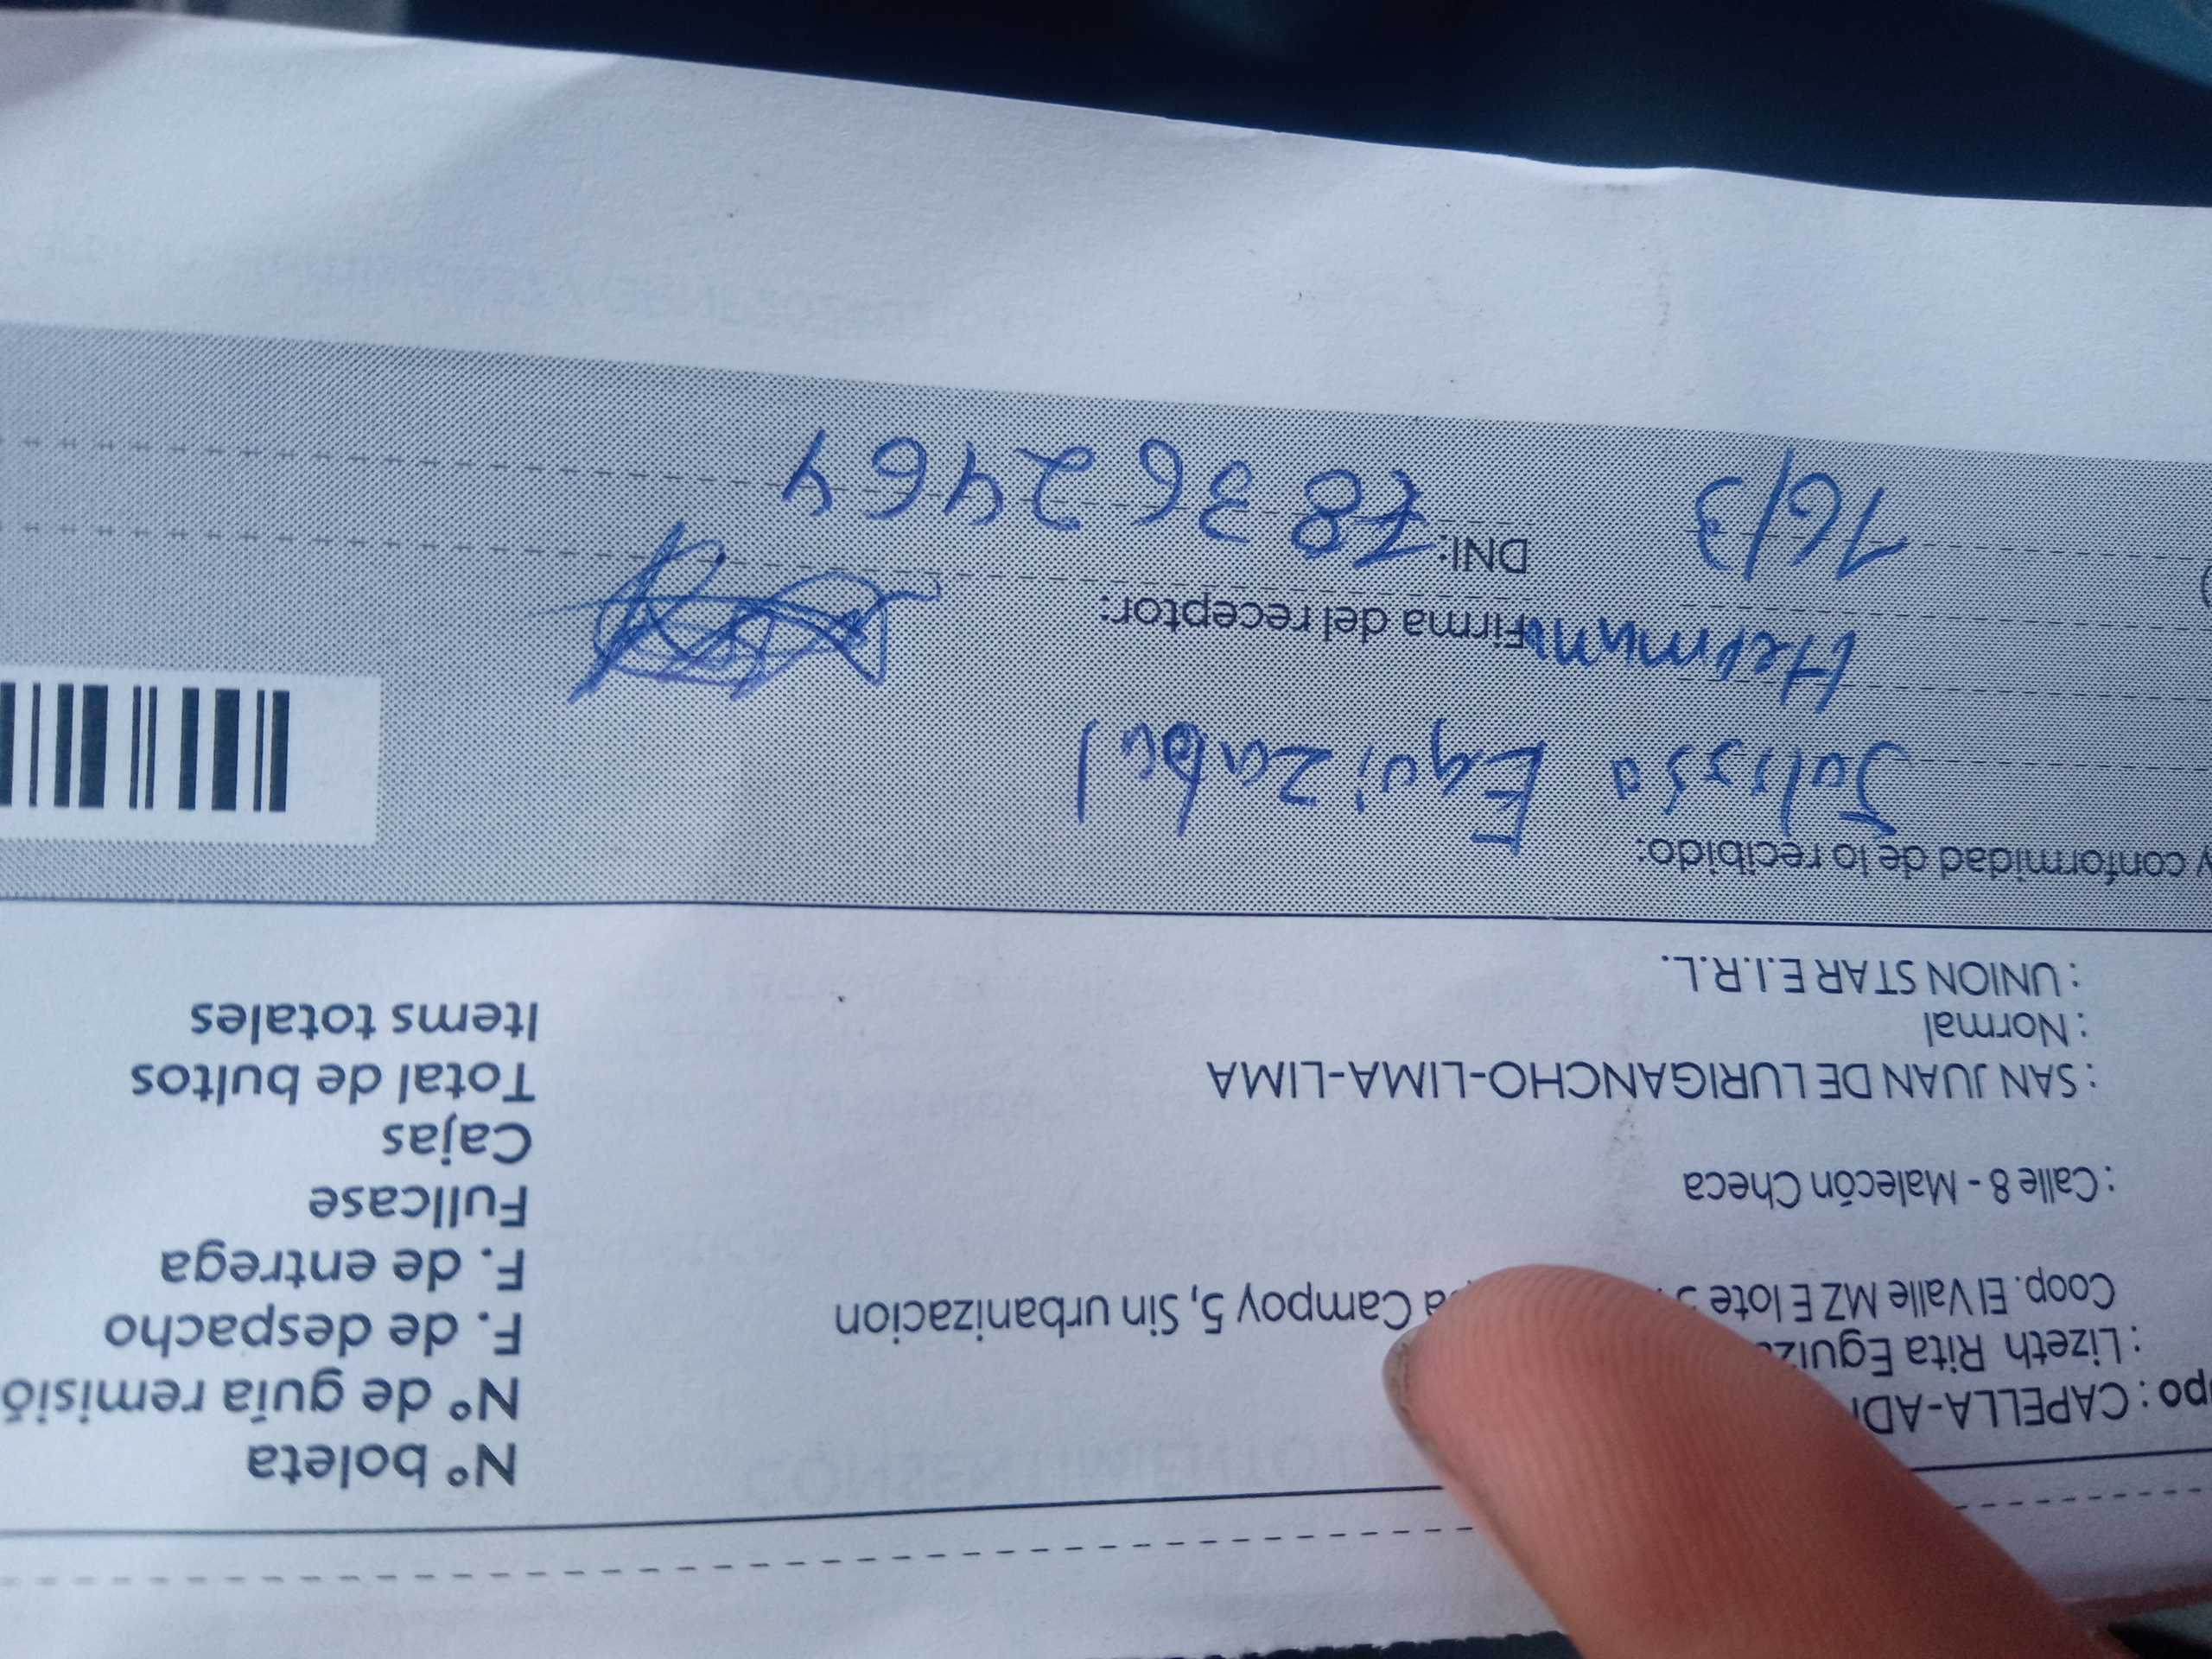 Nº boleta
Nº de guía remisió
F. de despacho
F. de entrega
Fullcase
Cajas
Total de bultos
Items totales
po : CAPELLA-AD
: Lizeth Rita Eguiz
Coop. El Valle MZ E lote Campoy 5, Sin urbanizacion
: Calle 8 - Malecón Checa
: SAN JUAN DE LURIGANCHO-LIMA-LIMA
: Normal
: UNION STAR E.I.R.L.
y conformidad de lo recibido:
Julissa Eguizabal
Hermana
Firma del receptor:
16/3
DNI: 78362464